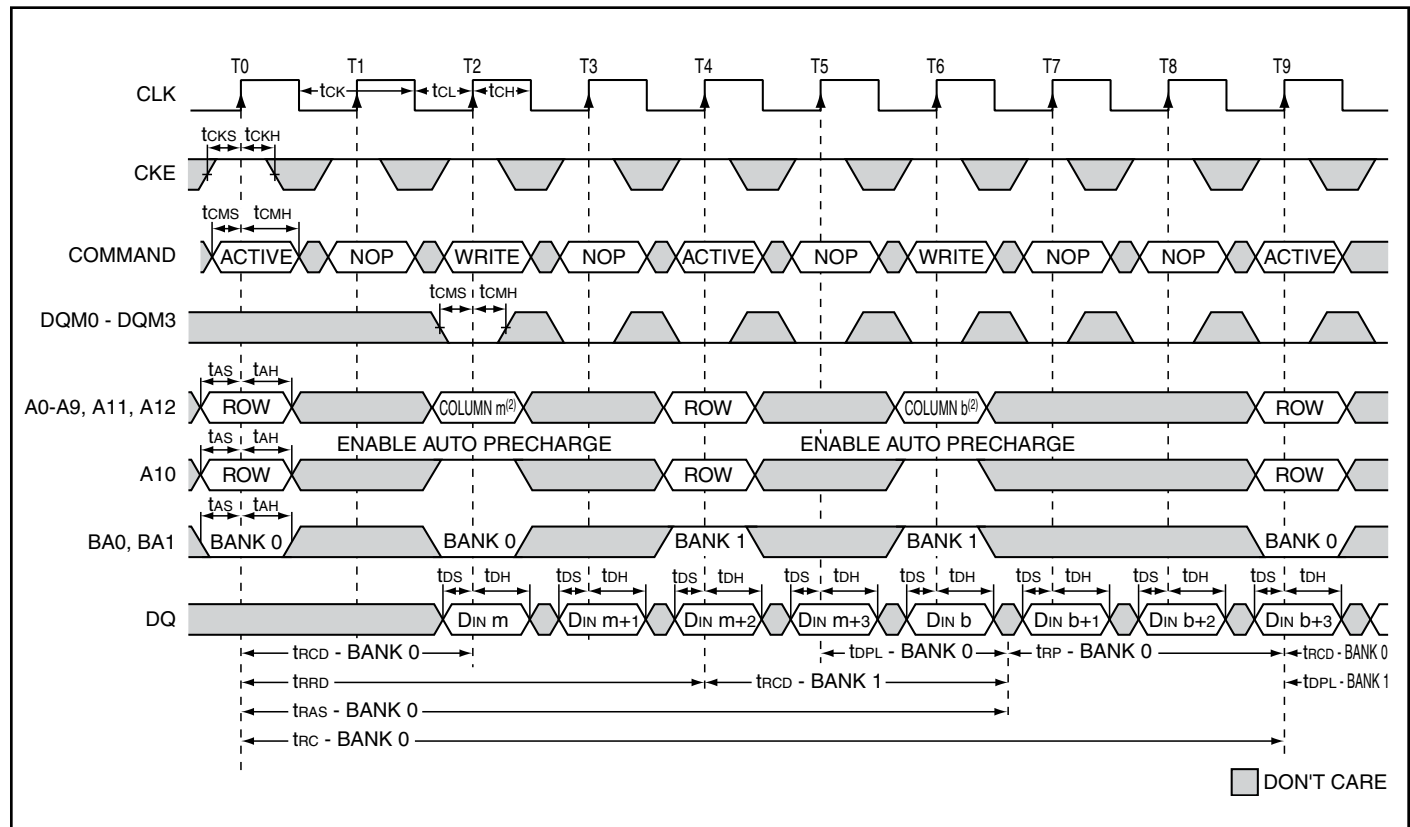 T0 T1 T2 T3 T4 T5 T6 T7 T8 T9
CLK tCK tCL tCH
tCKS tCKH
CKE
tCMS tCMH
COMMAND ACTIVE NOP WRITE NOP ACTIVE NOP WRITE NOP NOP ACTIVE
tCMS tCMH
DQM0 - DQM3
tAS tAH
A0-A9, A11, A12 ROW COLUMN m(2) ROW COLUMN b(2) ROW
tAS tAH ENABLE AUTO PRECHARGE ENABLE AUTO PRECHARGE
A10 ROW ROW ROW
tAS tAH
BA0, BA1 BANK 0 BANK 0 BANK 1 BANK 1 BANK 0
tDS tDH tDS tDH tDS tDH tDS tDH tDS tDH tDS tDH tDS tDH tDS tDH
DQ DIN m DIN m+1 DIN m+2 DIN m+3 DIN b DIN b+1 DIN b+2 DIN b+3
tRCD - BANK 0 tDPL - BANK 0 tRP - BANK 0 tRCD - BANK 0
tRRD tRCD - BANK 1 tDPL - BANK 1
tRAS - BANK 0
tRC - BANK 0
DON'T CARE